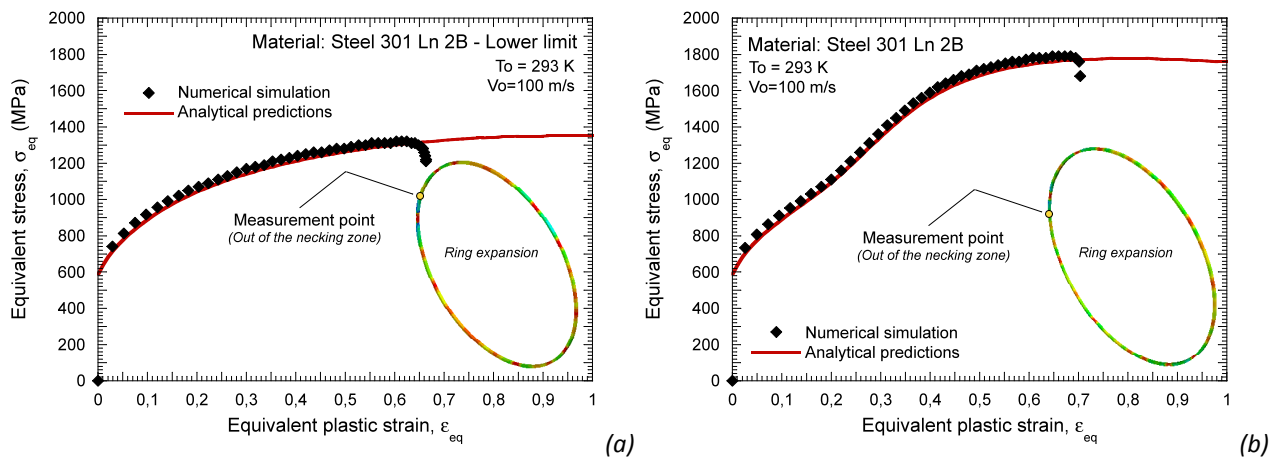 2000
1800
1600
1400
1200
1000
800
600
400
200
0
Equivalent stress, σeq (MPa)
Material: Steel 301 Ln 2B - Lower limit
To = 293 K
Vo=100 m/s
Numerical simulation
Analytical predictions
Measurement point
(Out of the necking zone)
Ring expansion
0 0,1 0,2 0,3 0,4 0,5 0,6 0,7 0,8 0,9 1
Equivalent plastic strain, εeq
(a)
2000
1800
1600
1400
1200
1000
800
600
400
200
0
Equivalent stress, σeq (MPa)
Material: Steel 301 Ln 2B
To = 293 K
Vo=100 m/s
Measurement point
(Out of the necking zone)
Ring expansion
Numerical simulation
Analytical predictions
0 0,1 0,2 0,3 0,4 0,5 0,6 0,7 0,8 0,9 1
Equivalent plastic strain, εeq
(b)